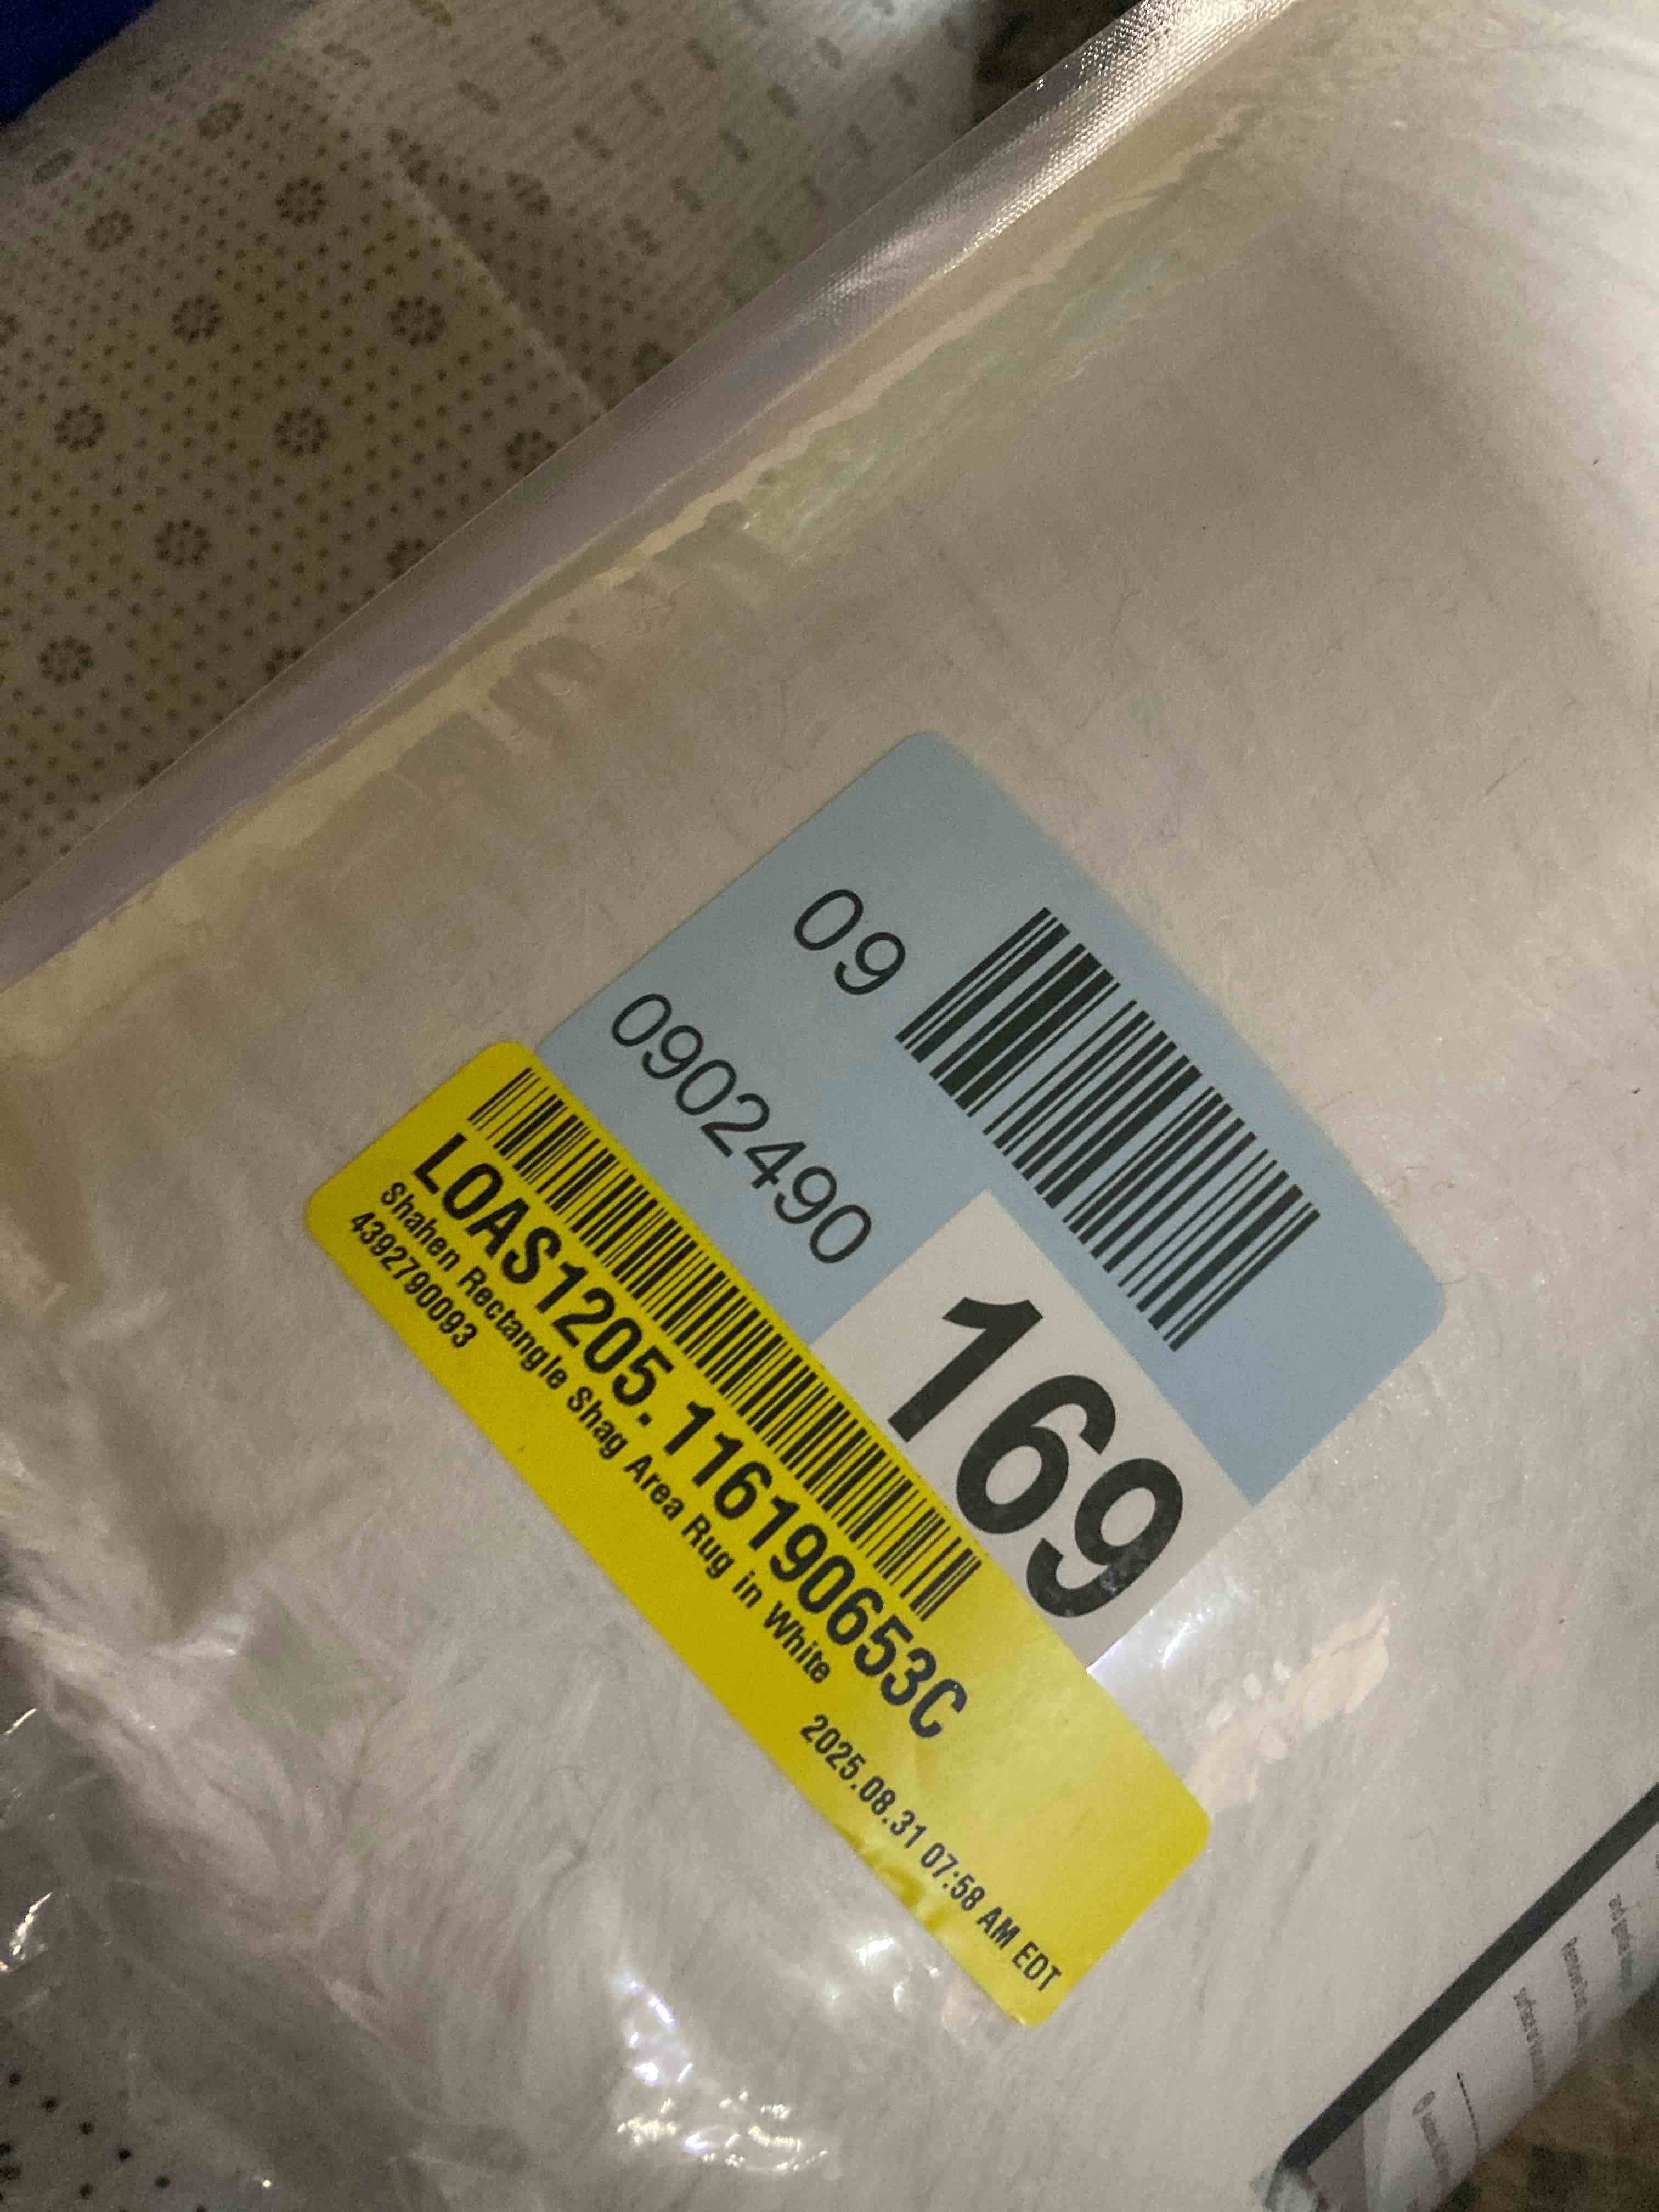 09
0902490
169
LOAS1205.116190653C
Shahen Rectangle Shag Area Rug in White
4392790093
2025.08.31 07:58 AM EDT